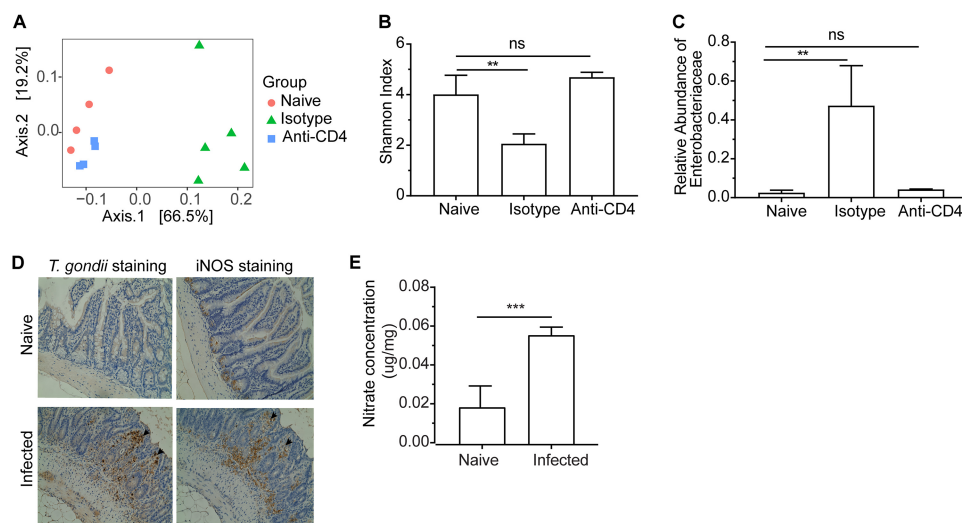 A
Axis.2 [19.2%]
0.1
0.0
−0.1
0.0
0.1
0.2
Axis.1 [66.5%]
Group
Naive
Isotype
Anti-CD4
B
Shannon Index
6
4
2
0
ns
**
Naive
Isotype
Anti-CD4
C
Relative Abundance of
Enterobacteriaceae
0.8
0.6
0.4
0.2
0.0
ns
**
Naive
Isotype
Anti-CD4
D
T. gondii staining
iNOS staining
Naive
Infected
E
Nitrate concentration
(ug/mg)
0.08
0.06
0.04
0.02
0.00
***
Naive
Infected